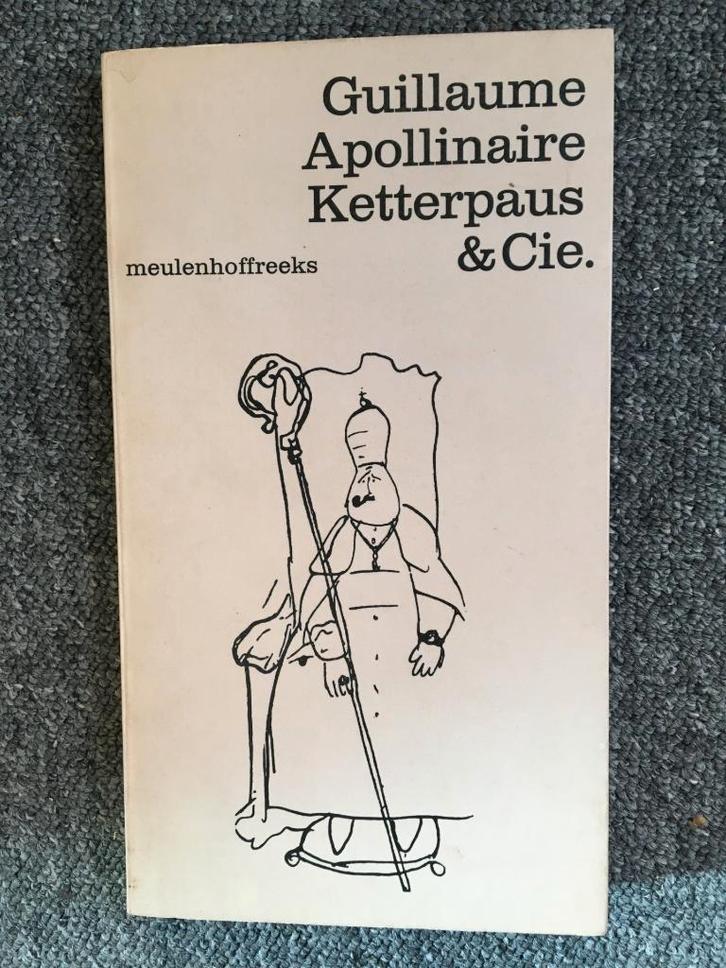 Guillaume
Apollinaire
Ketterpaus
& Cie.
meulenhoffreeks